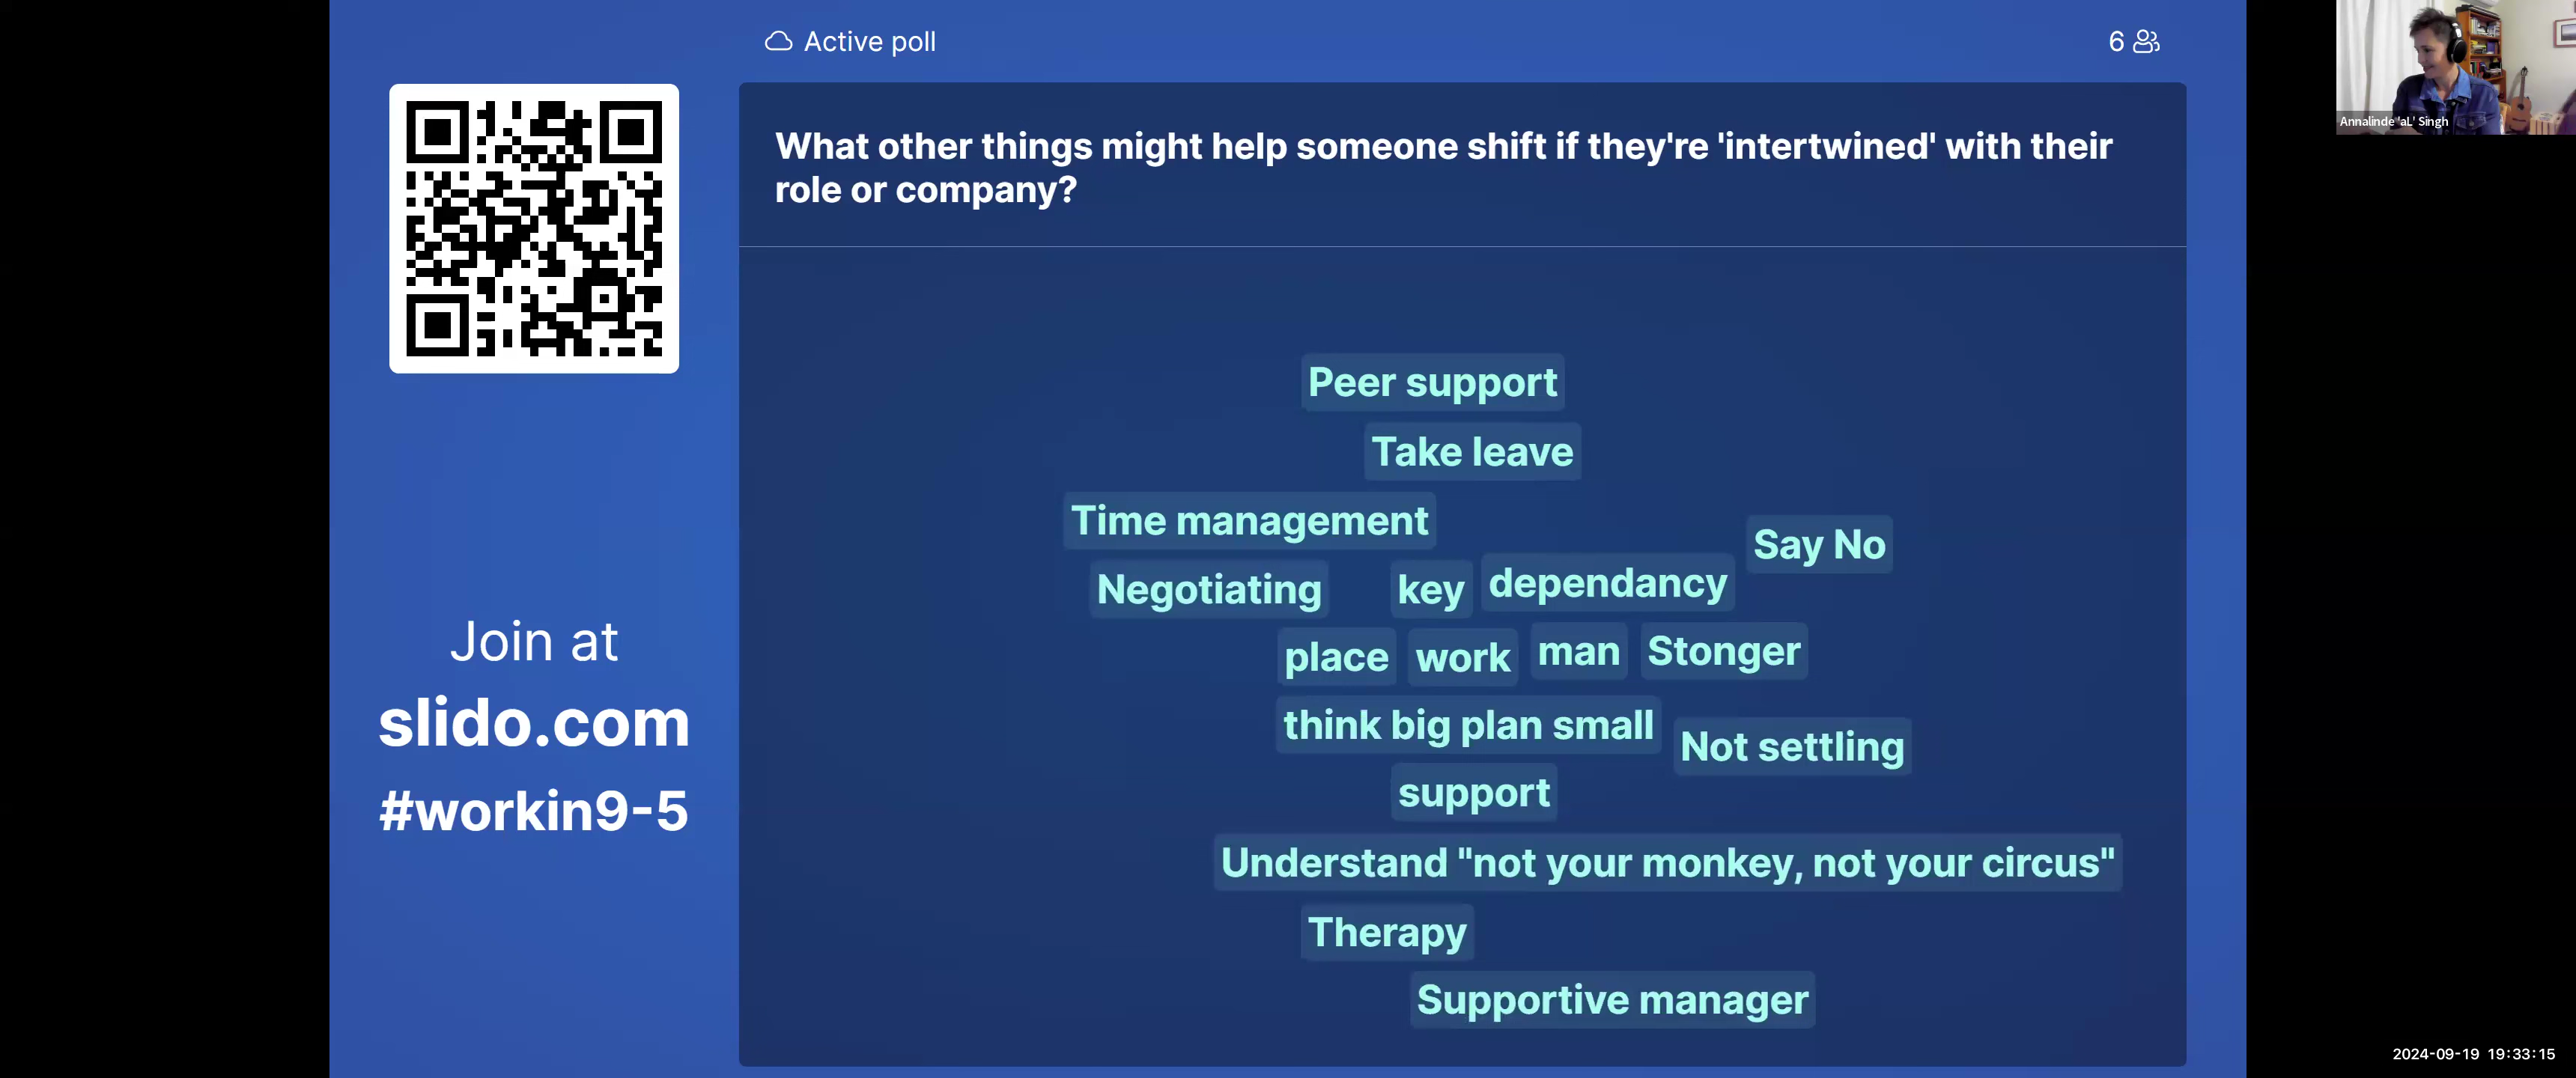 Active poll
6
Annalinde 'aL' Singh
What other things might help someone shift if they're 'intertwined' with their
role or company?
Peer support
Take leave
Time management
Say No
Negotiating
key
dependancy
place
work
man
Stonger
think big plan small
Not settling
support
Understand "not your monkey, not your circus"
Therapy
Supportive manager
Join at
slido.com
#workin9-5
2024-09-19 19:33:15